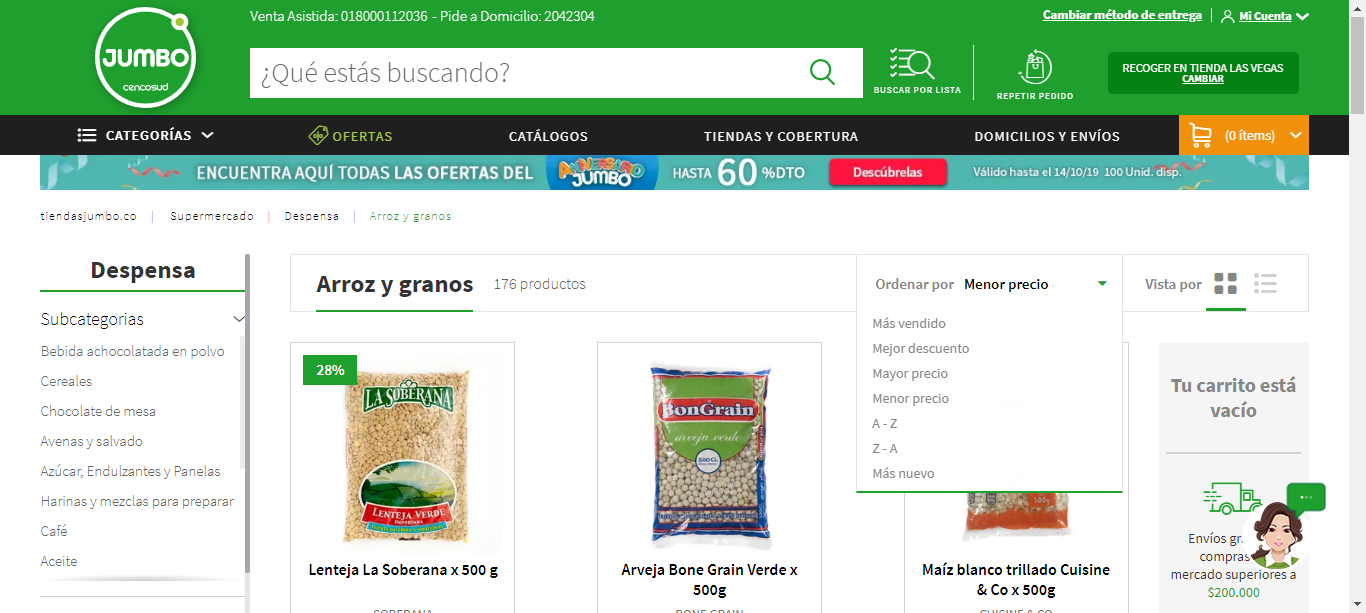 Venta Asistida: 018000112036 - Pide a Domicilio: 2042304
Cambiar método de entrega
Mi Cuenta
JUMBO
cencosud
¿Qué estás buscando?
BUSCAR POR LISTA
REPETIR PEDIDO
RECOGER EN TIENDA LAS VEGAS
CAMBIAR
CATEGORÍAS
OFERTAS
CATÁLOGOS
TIENDAS Y COBERTURA
DOMICILIOS Y ENVÍOS
(0 ítems)
ENCUENTRA AQUÍ TODAS LAS OFERTAS DEL
ANIVERSARIO
JUMBO
HASTA 60 %DTO
Descúbrelas
Válido hasta el 14/10/19 100 Unid. disp.
tiendasjumbo.co | Supermercado | Despensa | Arroz y granos
Despensa
Subcategorias
Bebida achocolatada en polvo
Cereales
Chocolate de mesa
Avenas y salvado
Azúcar, Endulzantes y Panelas
Harinas y mezclas para preparar
Café
Aceite
Arroz y granos
176 productos
Ordenar por Menor precio
Más vendido
Mejor descuento
Mayor precio
Menor precio
A - Z
Z - A
Más nuevo
Vista por
28%
LA SOBERANA
LENTEJA VERDE
IMPORTADA
Lenteja La Soberana x 500 g
SOBERANA
BonGrain
arveja verde
500 G.
Arveja Bone Grain Verde x
500g
BONE GRAIN
500g
Maíz blanco trillado Cuisine
& Co x 500g
CUISINE & CO
Tu carrito está
vacío
Envíos gr
compras
mercado superiores a
$200.000